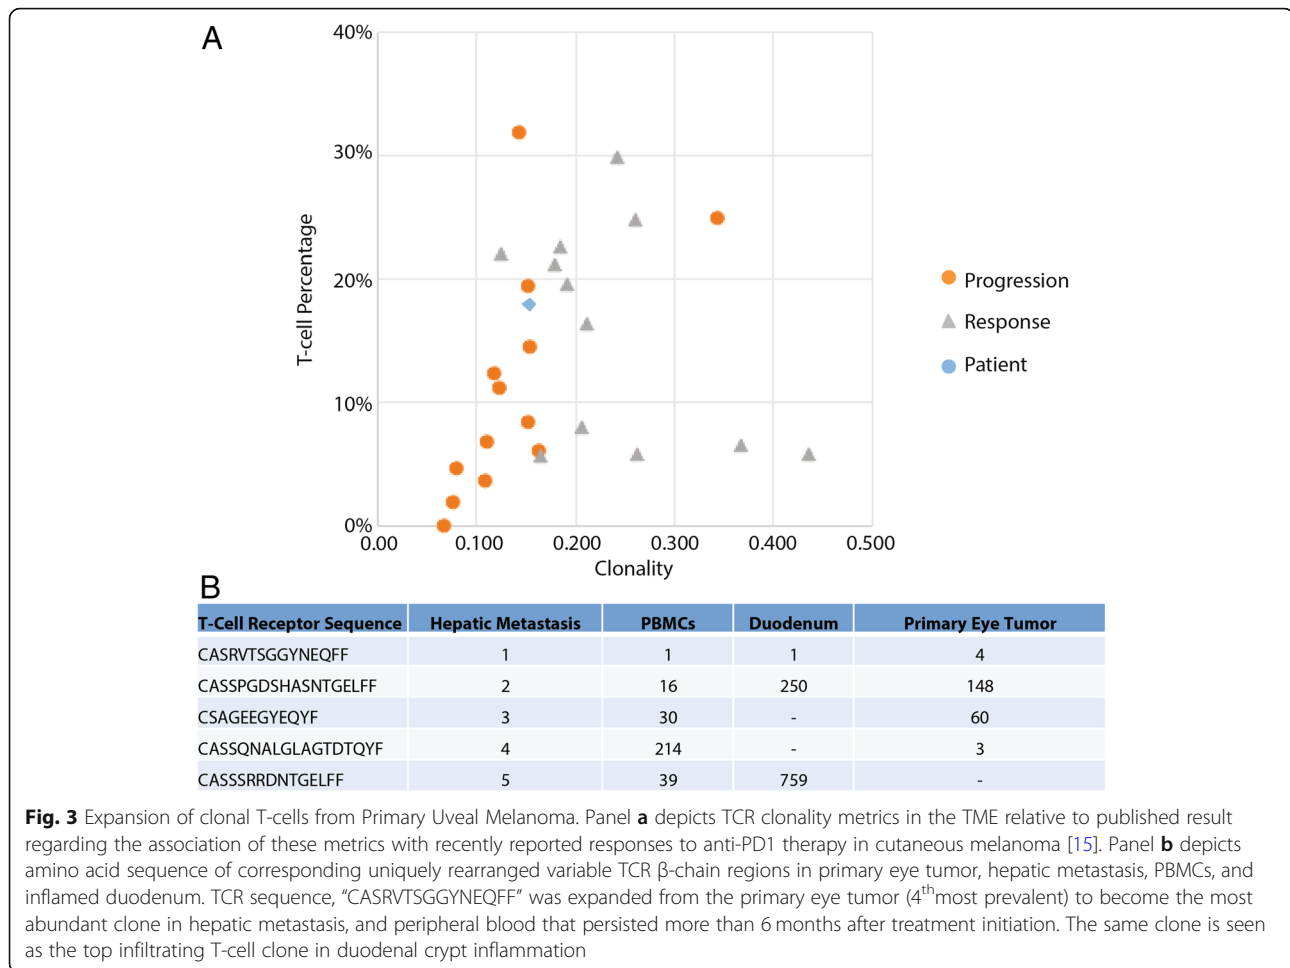 A
40%
30%
20%
10%
0%
T-cell Percentage
0.00 0.100 0.200 0.300 0.400 0.500
Clonality
Progression
Response
Patient
B
T-Cell Receptor Sequence Hepatic Metastasis PBMCs Duodenum Primary Eye Tumor
CASRVTSGGYNEQFF 1 1 1 4
CASSPGDSHASNTGELFF 2 16 250 148
CSAGEEGYEQYF 3 30 - 60
CASSQNALGLAGTDTQYF 4 214 - 3
CASSSRRDNTGELFF 5 39 759 -
Fig. 3 Expansion of clonal T-cells from Primary Uveal Melanoma. Panel a depicts TCR clonality metrics in the TME relative to published result
regarding the association of these metrics with recently reported responses to anti-PD1 therapy in cutaneous melanoma [15]. Panel b depicts
amino acid sequence of corresponding uniquely rearranged variable TCR β-chain regions in primary eye tumor, hepatic metastasis, PBMCs, and
inflamed duodenum. TCR sequence, “CASRVTSGGYNEQFF” was expanded from the primary eye tumor (4th most prevalent) to become the most
abundant clone in hepatic metastasis, and peripheral blood that persisted more than 6 months after treatment initiation. The same clone is seen
as the top infiltrating T-cell clone in duodenal crypt inflammation